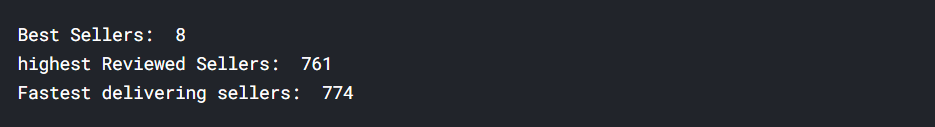 Best Sellers:  8
highest Reviewed Sellers:  761
Fastest delivering sellers:  774